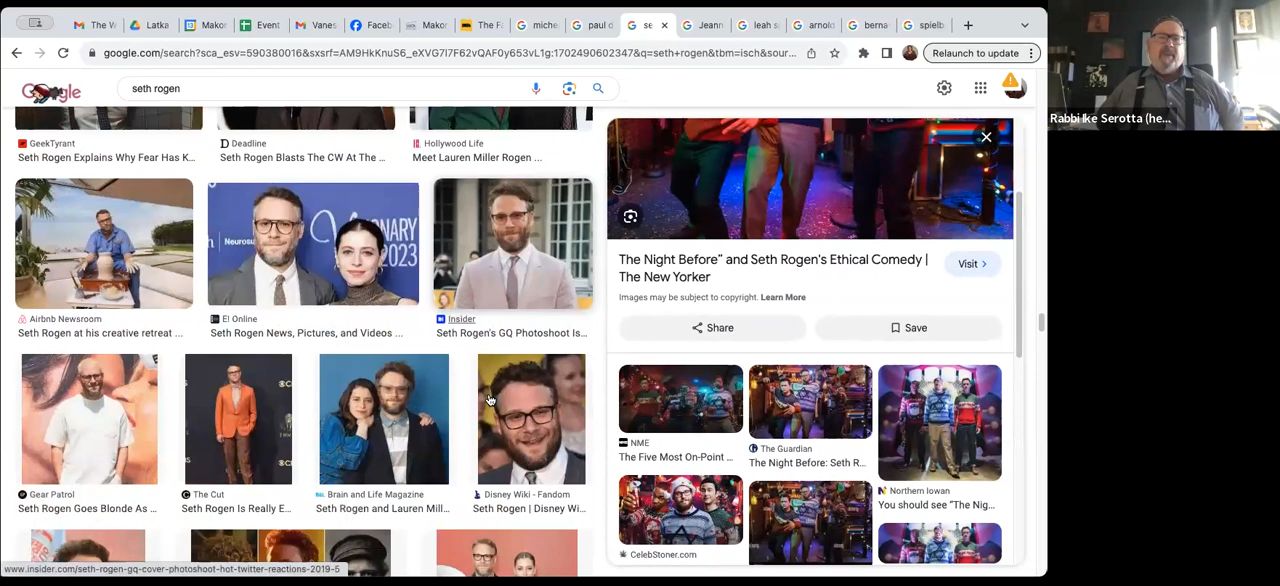 The W
Latka
Makor
Event
Vanes
Faceb
Makor
The Fa
miche
paul d
se
Jeann
leah s
arnolo
berna
spielb
google.com/search?sca_esv=590380016&sxsrf=AM9HkKnuS6_eXVG7I7F62vQAF0y653vL1g:1702490602347&q=seth+rogen&tbm=isch&sour...
Relaunch to update
Google
seth rogen
GeekTyrant
Seth Rogen Explains Why Fear Has K...
Deadline
Seth Rogen Blasts The CW At The ...
Hollywood Life
Meet Lauren Miller Rogen ...
Neurosu
VISIONARY
2023
Airbnb Newsroom
Seth Rogen at his creative retreat ...
E! Online
Seth Rogen News, Pictures, and Videos ...
Insider
Seth Rogen's GQ Photoshoot Is...
Gear Patrol
Seth Rogen Goes Blonde As ...
The Cut
Seth Rogen Is Really E...
Brain and Life Magazine
Seth Rogen and Lauren Mill...
Disney Wiki - Fandom
Seth Rogen | Disney Wi...
www.insider.com/seth-rogen-gq-cover-photoshoot-hot-twitter-reactions-2019-5
The Night Before" and Seth Rogen's Ethical Comedy |
The New Yorker
Visit
Images may be subject to copyright. Learn More
Share
Save
NME
The Five Most On-Point ...
The Guardian
The Night Before: Seth R...
Northern Iowan
You should see "The Nig...
CelebStoner.com
Rabbi Ike Serotta (he...